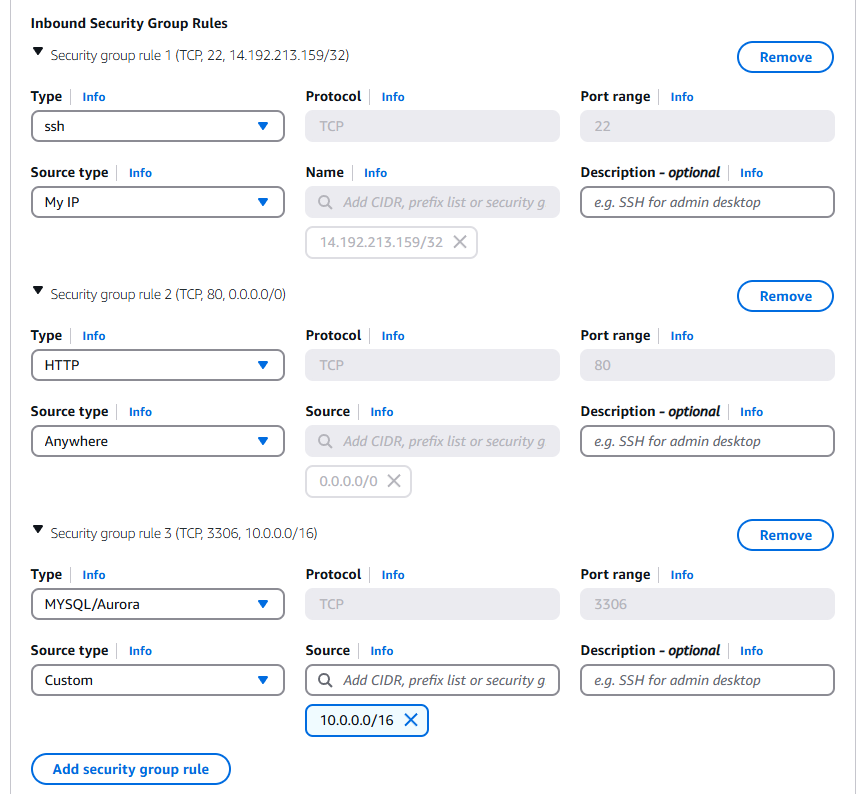 Inbound Security Group Rules
Security group rule 1 (TCP, 22, 14.192.213.159/32)
Remove
Type Info Protocol Info Port range Info
ssh TCP 22
Source type Info Name Info Description - optional Info
My IP Add CIDR, prefix list or security g e.g. SSH for admin desktop
14.192.213.159/32
Security group rule 2 (TCP, 80, 0.0.0.0/0)
Remove
Type Info Protocol Info Port range Info
HTTP TCP 80
Source type Info Source Info Description - optional Info
Anywhere Add CIDR, prefix list or security g e.g. SSH for admin desktop
0.0.0.0/0
Security group rule 3 (TCP, 3306, 10.0.0.0/16)
Remove
Type Info Protocol Info Port range Info
MYSQL/Aurora TCP 3306
Source type Info Source Info Description - optional Info
Custom Add CIDR, prefix list or security g e.g. SSH for admin desktop
10.0.0.0/16
Add security group rule